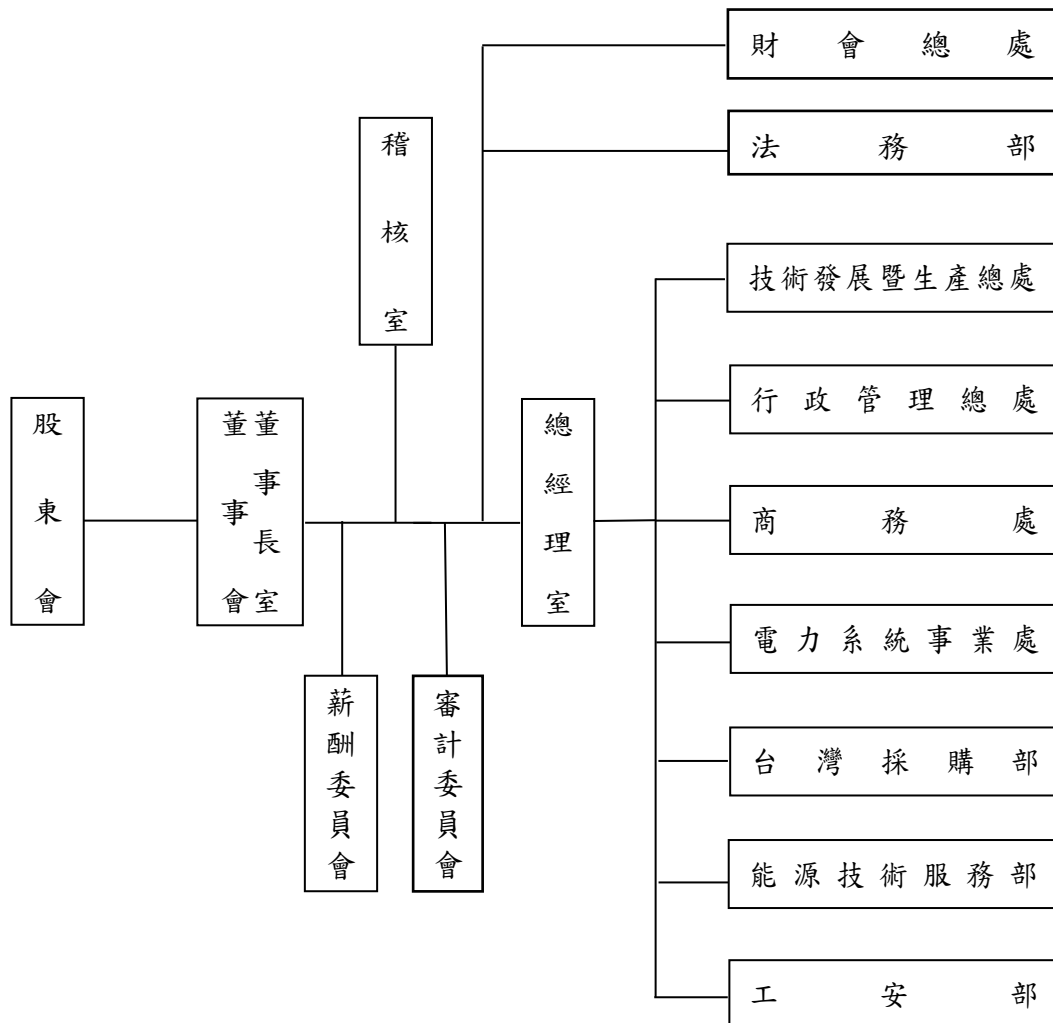 財會總處
法務部
稽核室
技術發展暨生產總處
行政管理總處
股東會
董事會
董事長室
總經理室
商務處
電力系統事業處
薪酬委員會
審計委員會
台灣採購部
能源技術服務部
工安部